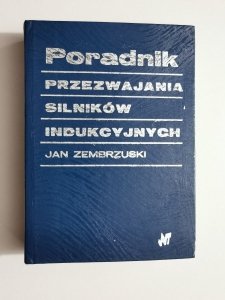 Poradnik
PRZEZWAJANIA
SILNIKÓW
INDUKCYJNYCH
JAN ZEMBRZUSKI